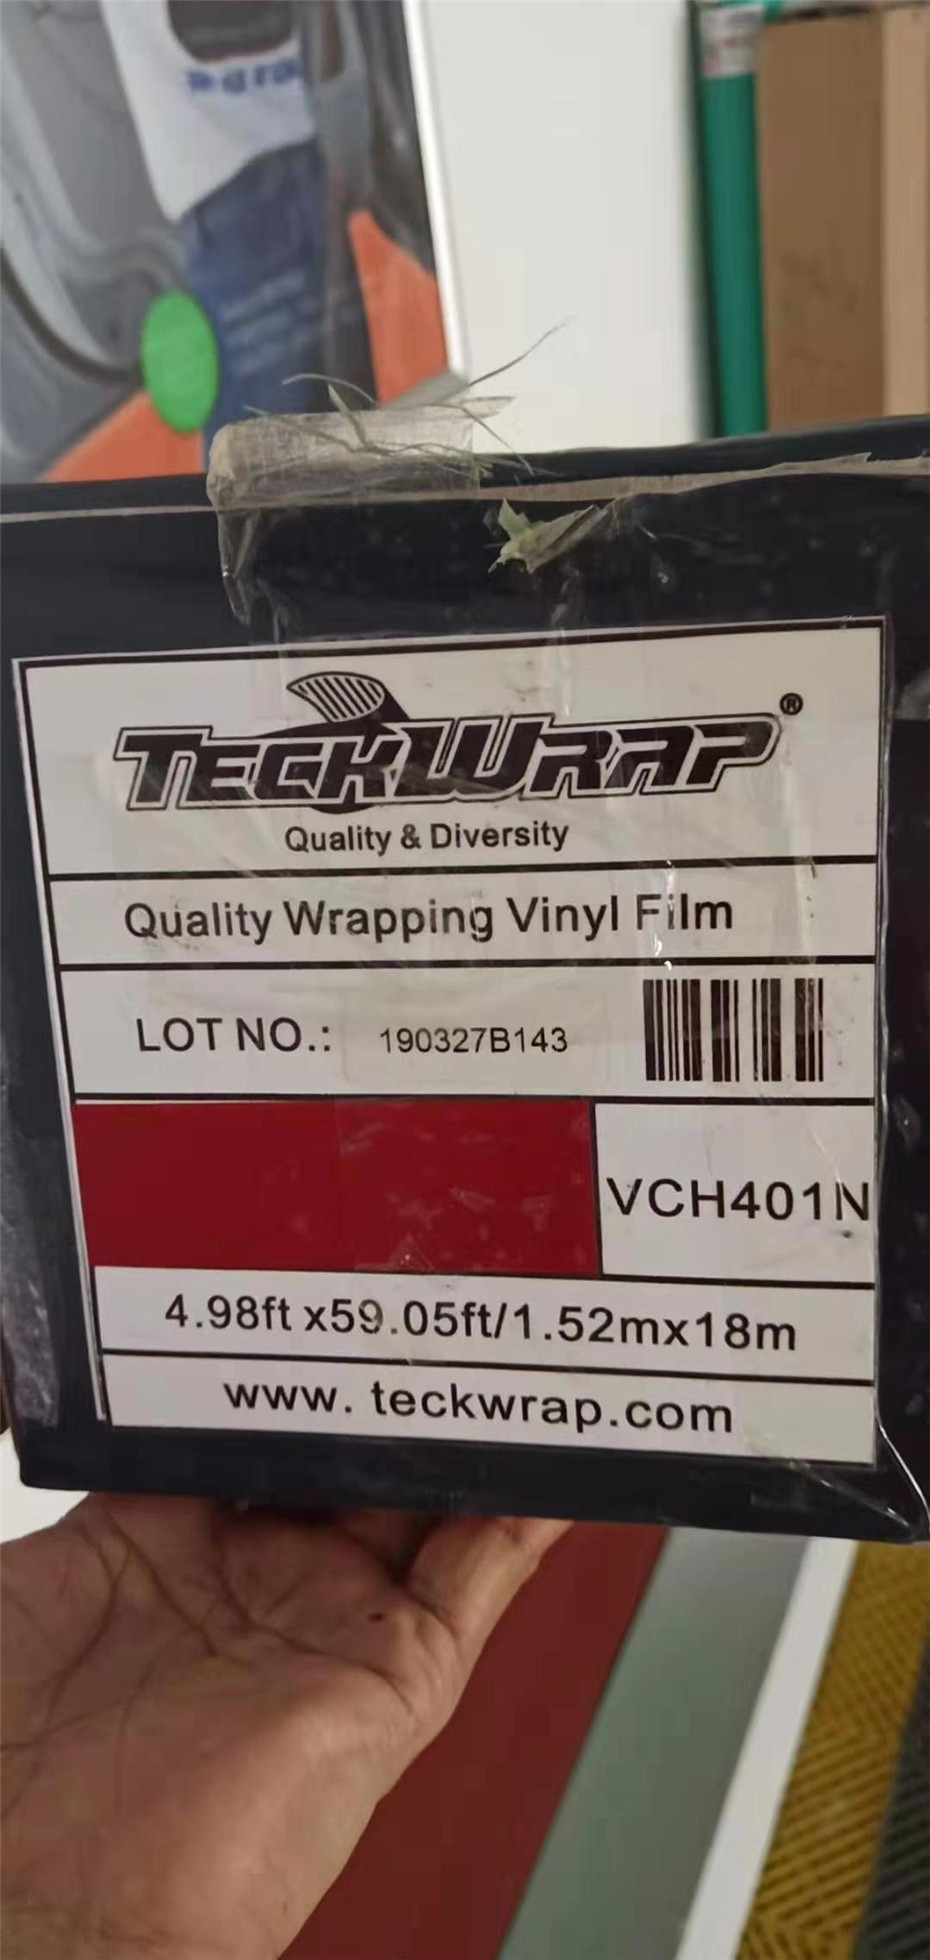 TECKWRAP®
Quality & Diversity
Quality Wrapping Vinyl Film
LOT NO.: 190327B143
VCH401N
4.98ft x59.05ft/1.52mx18m
www. teckwrap.com